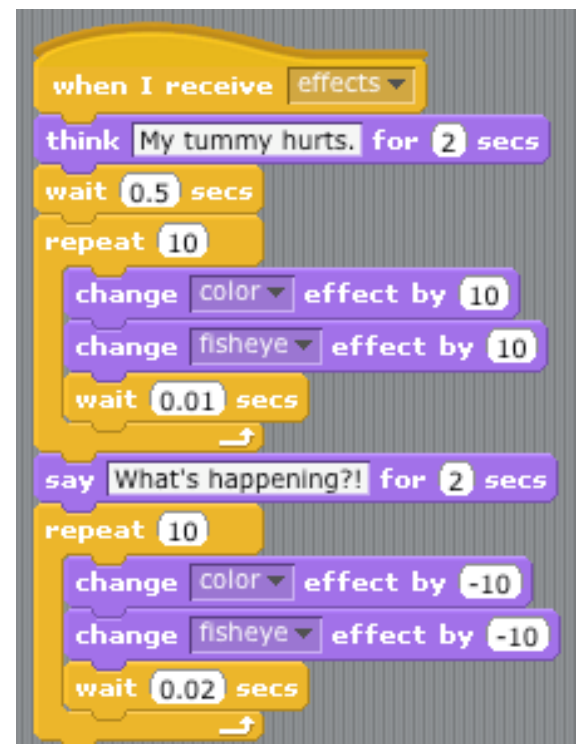 when I receive effects
think My tummy hurts. for 2 secs
wait 0.5 secs
repeat 10
change color effect by 10
change fisheye effect by 10
wait 0.01 secs
say What's happening?! for 2 secs
repeat 10
change color effect by -10
change fisheye effect by -10
wait 0.02 secs